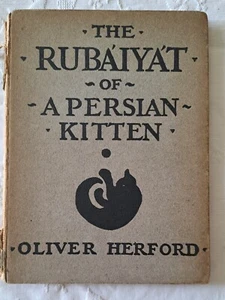 · THE ·
RUBÁIYÁT
~ OF ~
~ A PERSIAN ~
· KITTEN ·
· OLIVER HERFORD ·